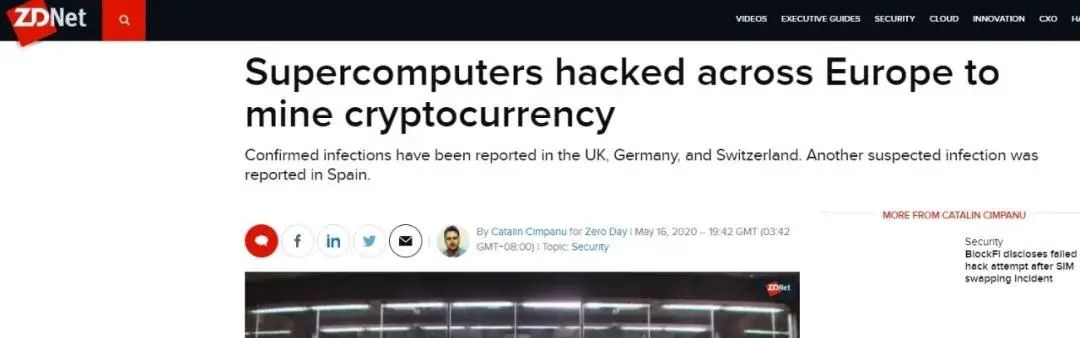 ZDNet
VIDEOS EXECUTIVE GUIDES SECURITY CLOUD INNOVATION CXO
Supercomputers hacked across Europe to
mine cryptocurrency
Confirmed infections have been reported in the UK, Germany, and Switzerland. Another suspected infection was
reported in Spain.
MORE FROM CATALIN CIMPANU
in
By Catalin Cimpanu for Zero Day | May 16, 2020 -- 19:42 GMT (03:42
GMT+08:00) | Topic: Security
Security
BlockFi discloses failed
hack attempt after SIM
swapping incident
ZDNet